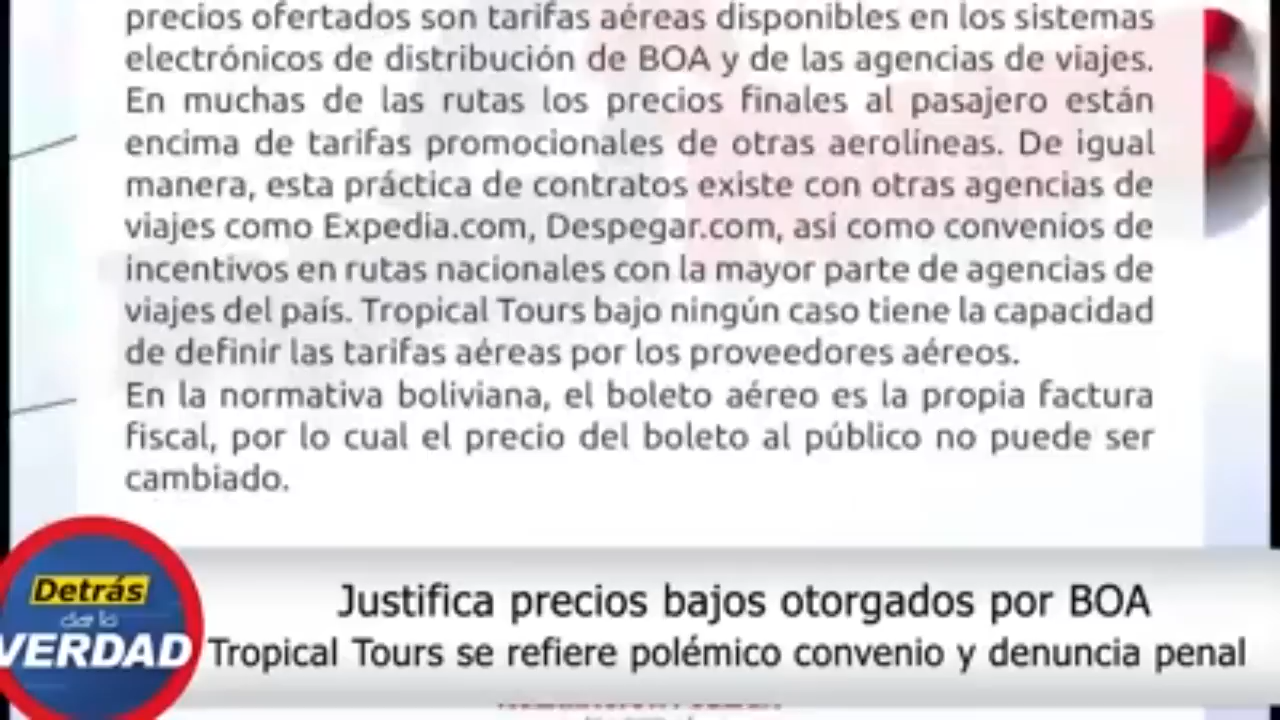 precios ofertados son tarifas aéreas disponibles en los sistemas
electrónicos de distribución de BOA y de las agencias de viajes.
En muchas de las rutas los precios finales al pasajero están
encima de tarifas promocionales de otras aerolíneas. De igual
manera, esta práctica de contratos existe con otras agencias de
viajes como Expedia.com, Despegar.com, así como convenios de
incentivos en rutas nacionales con la mayor parte de agencias de
viajes del país. Tropical Tours bajo ningún caso tiene la capacidad
de definir las tarifas aéreas por los proveedores aéreos.
En la normativa boliviana, el boleto aéreo es la propia factura
fiscal, por lo cual el precio del boleto al público no puede ser
cambiado.
Detrás
de la
VERDAD
Justifica precios bajos otorgados por BOA
Tropical Tours se refiere polémico convenio y denuncia penal